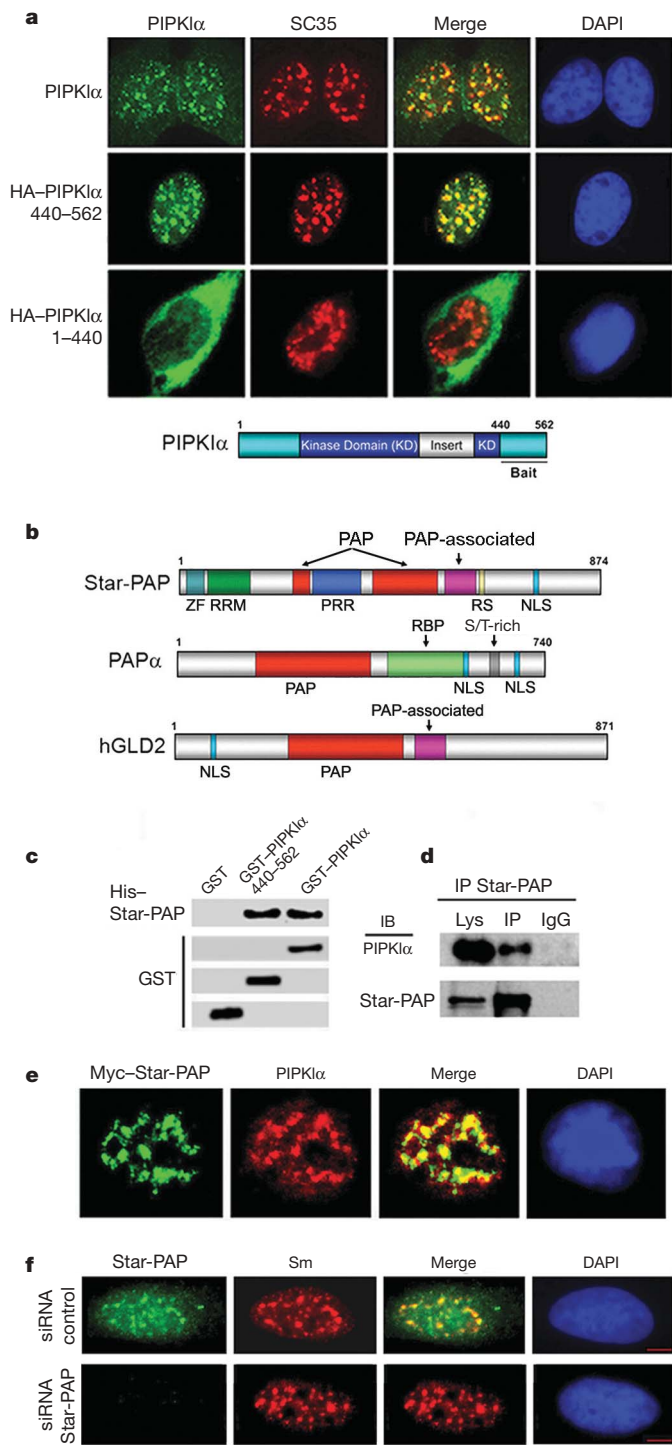 a
PIPKIα SC35 Merge DAPI
PIPKIα
HA–PIPKIα
440–562
HA–PIPKIα
1–440
1 440 562
PIPKIα Kinase Domain (KD) Insert KD
Bait
b
PAP PAP-associated
1 874
Star-PAP
ZF RRM PRR RS NLS
RBP S/T-rich
1 740
PAPα
PAP NLS NLS
PAP-associated
1 871
hGLD2
NLS PAP
c
GST GST–PIPKIα 440–562 GST–PIPKIα
His–
Star-PAP
GST
d
IP Star-PAP
Lys IP IgG
IB
PIPKIα
Star-PAP
e
Myc–Star-PAP PIPKIα Merge DAPI
f
Star-PAP Sm Merge DAPI
siRNA
control
siRNA
Star-PAP